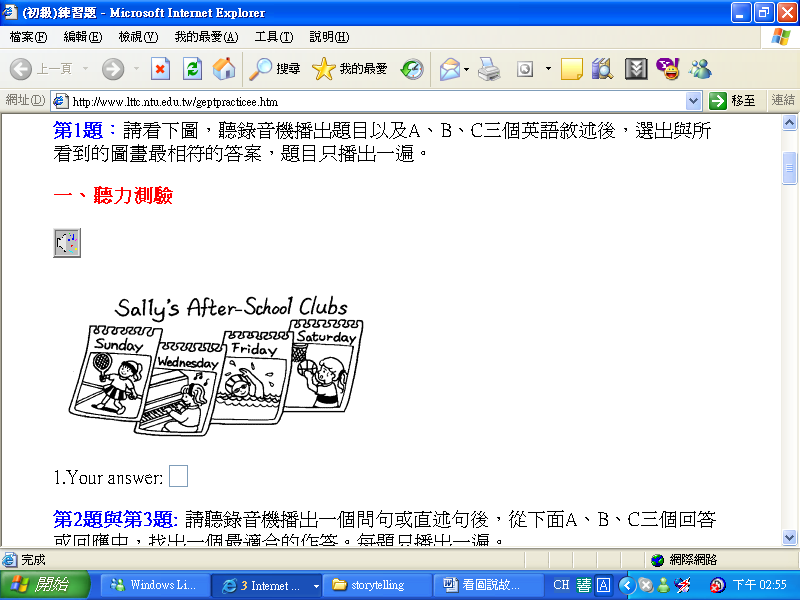 (初級)練習題 - Microsoft Internet Explorer
檔案(F) 編輯(E) 檢視(V) 我的最愛(A) 工具(T) 說明(H)
上一頁 搜尋 我的最愛
網址(D) http://www.lttc.ntu.edu.tw/geptpracticee.htm 移至 連結
第1題：請看下圖，聽錄音機播出題目以及A、B、C三個英語敘述後，選出與所
看到的圖畫最相符的答案，題目只播出一遍。
一、聽力測驗
Sally's After-School Clubs
Sunday Wednesday Friday Saturday
1.Your answer:
第2題與第3題: 請聽錄音機播出一個問句或直述句後，從下面A、B、C三個回答
或回應中，找出一個最適合的作答。每題只播出一遍。
完成 網際網路
開始 Windows Li... 3 Internet ... storytelling 看圖說故... CH 下午 02:55